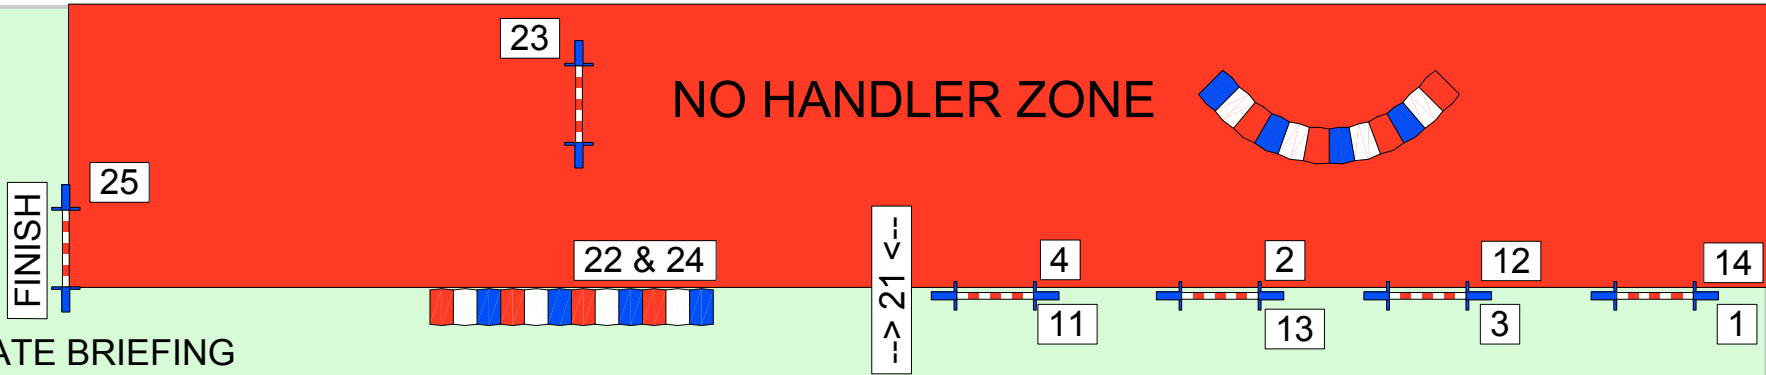 23
NO HANDLER ZONE
25
FINISH
22 & 24
--> 21 <--
4
2
12
14
11
13
3
1
ATE BRIEFING